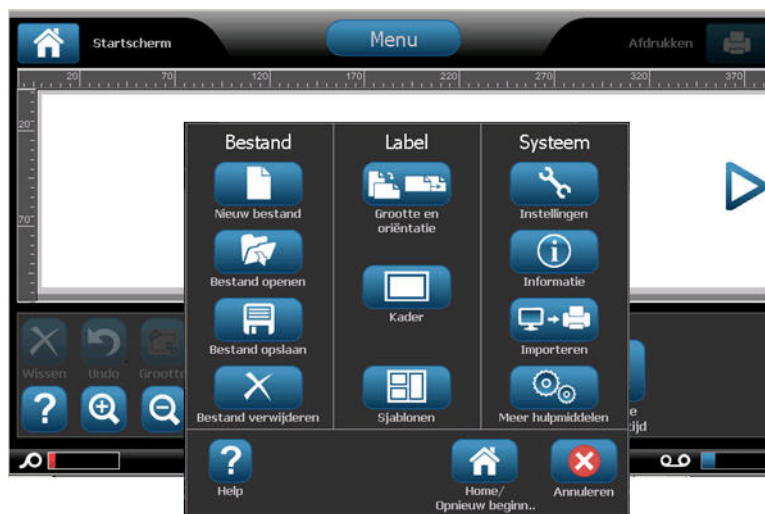 Startscherm
Menu
Afdrukken
20 70 120 170 220 270 320 370
20
70
Bestand
Label
Systeem
Nieuw bestand
Grootte en
oriëntatie
Instellingen
Bestand openen
Kader
Informatie
Bestand opslaan
Importeren
Bestand verwijderen
Sjablonen
Meer hulpmiddelen
Wissen
Undo
Grootte
e
tijd
Help
Home/
Opnieuw beginn..
Annuleren